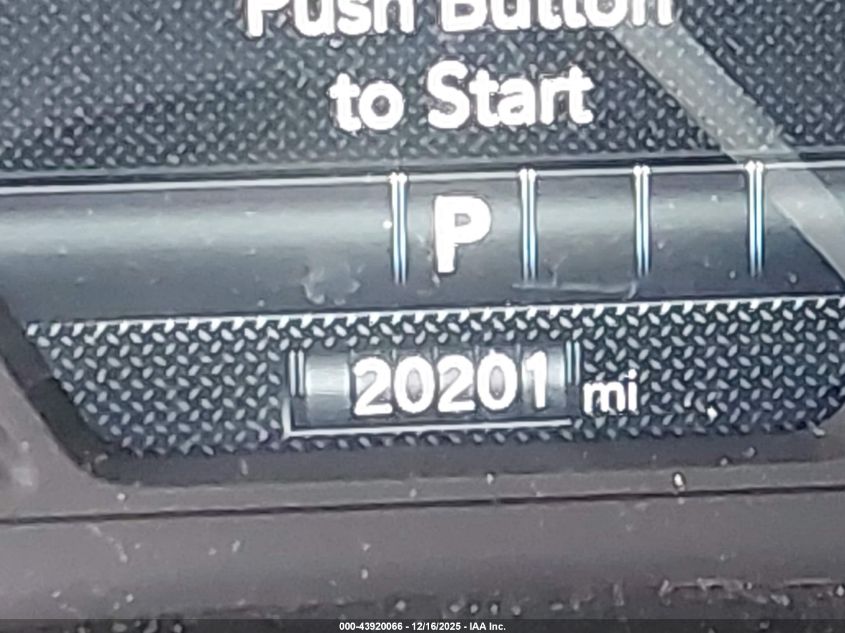 Push Button
to Start
P
20201 mi
000-43920066 - 12/16/2025 - IAA Inc.